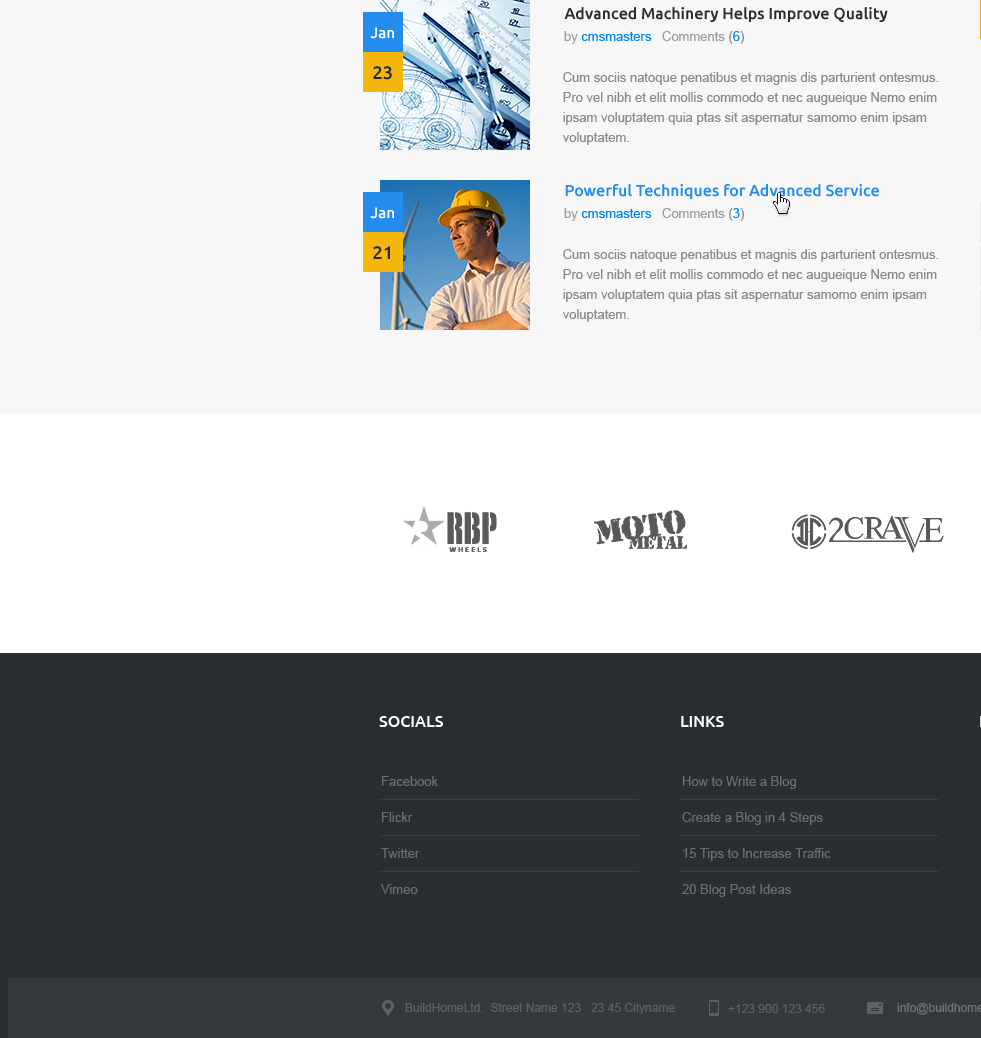 Advanced Machinery Helps Improve Quality
Jan
by cmsmasters Comments (6)
23
Cum sociis natoque penatibus et magnis dis parturient ontesmus.
Pro vel nibh et elit mollis commodo et nec augueique Nemo enim
ipsam voluptatem quia ptas sit aspernatur samomo enim ipsam
voluptatem.
Powerful Techniques for Advanced Service
Jan
by cmsmasters Comments (3)
21
Cum sociis natoque penatibus et magnis dis parturient ontesmus.
Pro vel nibh et elit mollis commodo et nec augueique Nemo enim
ipsam voluptatem quia ptas sit aspernatur samomo enim ipsam
voluptatem.
RBP
WHEELS
MOTO
METAL
2CRAVE
SOCIALS
Facebook
Flickr
Twitter
Vimeo
LINKS
How to Write a Blog
Create a Blog in 4 Steps
15 Tips to Increase Traffic
20 Blog Post Ideas
BuildHomeLtd. Street Name 123 23 45 Cityname
+123 900 123 456
info@buildhome